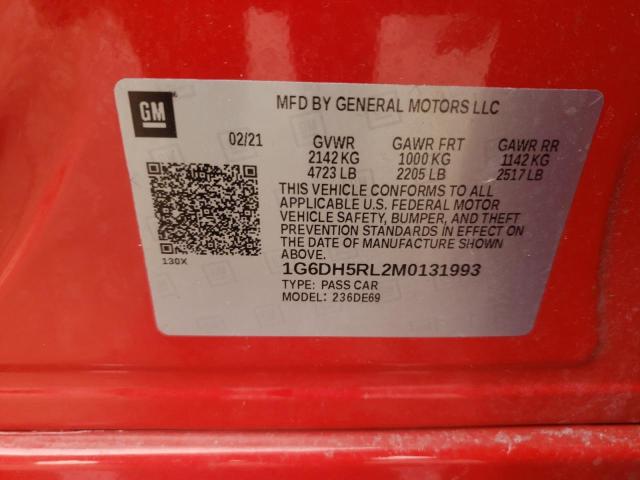 GM
MFD BY GENERAL MOTORS LLC
02/21 GVWR GAWR FRT GAWR RR
2142 KG 1000 KG 1142 KG
4723 LB 2205 LB 2517 LB
THIS VEHICLE CONFORMS TO ALL
APPLICABLE U.S. FEDERAL MOTOR
VEHICLE SAFETY, BUMPER, AND THEFT
PREVENTION STANDARDS IN EFFECT ON
THE DATE OF MANUFACTURE SHOWN
ABOVE.
130X
1G6DH5RL2M0131993
TYPE: PASS CAR
MODEL: 236DE69